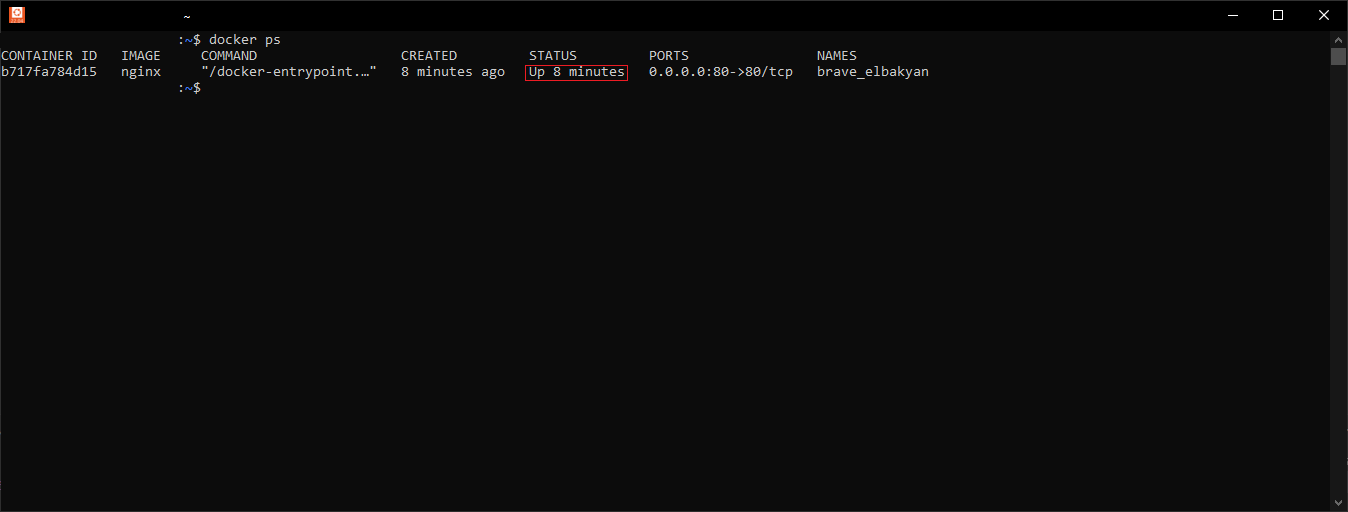 ~
:~$ docker ps
CONTAINER ID   IMAGE     COMMAND                  CREATED         STATUS         PORTS                NAMES
b717fa784d15   nginx     "/docker-entrypoint.…"   8 minutes ago   Up 8 minutes   0.0.0.0:80->80/tcp   brave_elbakyan
:~$